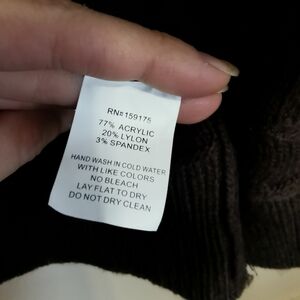 RN#159175
77% ACRYLIC
20% LYLON
3% SPANDEX
HAND WASH IN COLD WATER
WITH LIKE COLORS
NO BLEACH
LAY FLAT TO DRY
DO NOT DRY CLEAN